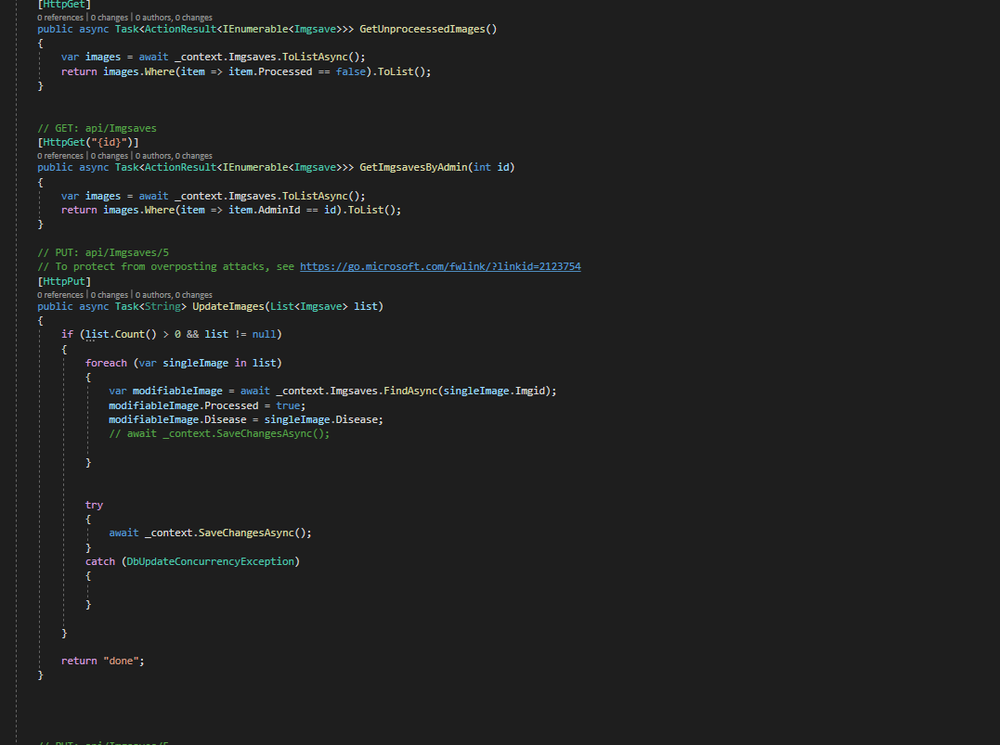 [HttpGet]
0 references | 0 changes | 0 authors, 0 changes
public async Task<ActionResult<IEnumerable<Imgsave>>> GetUnproceessedImages()
{
var images = await _context.Imgsaves.ToListAsync();
return images.Where(item => item.Processed == false).ToList();
}
// GET: api/Imgsaves
[HttpGet("{id}")]
0 references | 0 changes | 0 authors, 0 changes
public async Task<ActionResult<IEnumerable<Imgsave>>> GetImgsavesByAdmin(int id)
{
var images = await _context.Imgsaves.ToListAsync();
return images.Where(item => item.AdminId == id).ToList();
}
// PUT: api/Imgsaves/5
// To protect from overposting attacks, see https://go.microsoft.com/fwlink/?linkid=2123754
[HttpPut]
0 references | 0 changes | 0 authors, 0 changes
public async Task<String> UpdateImages(List<Imgsave> list)
{
if (list.Count() > 0 && list != null)
{
foreach (var singleImage in list)
{
var modifiableImage = await _context.Imgsaves.FindAsync(singleImage.Imgid);
modifiableImage.Processed = true;
modifiableImage.Disease = singleImage.Disease;
// await _context.SaveChangesAsync();
}
try
{
await _context.SaveChangesAsync();
}
catch (DbUpdateConcurrencyException)
{
}
}
return "done";
}
// PUT: api/Imgsaves/5